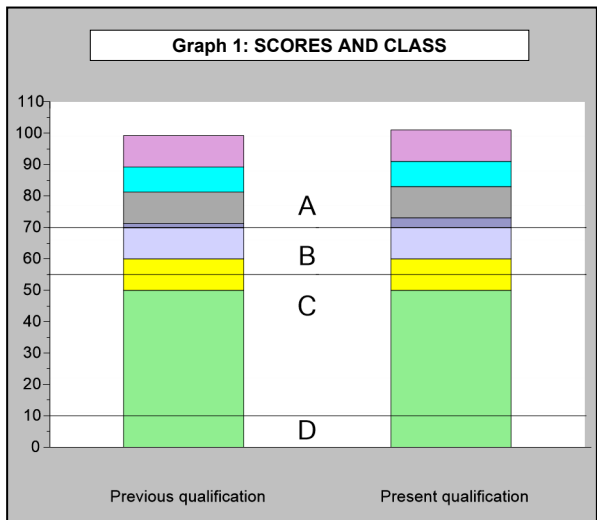 Graph 1: SCORES AND CLASS
110
100
90
80
70
60
50
40
30
20
10
0
A
B
C
D
Previous qualification
Present qualification